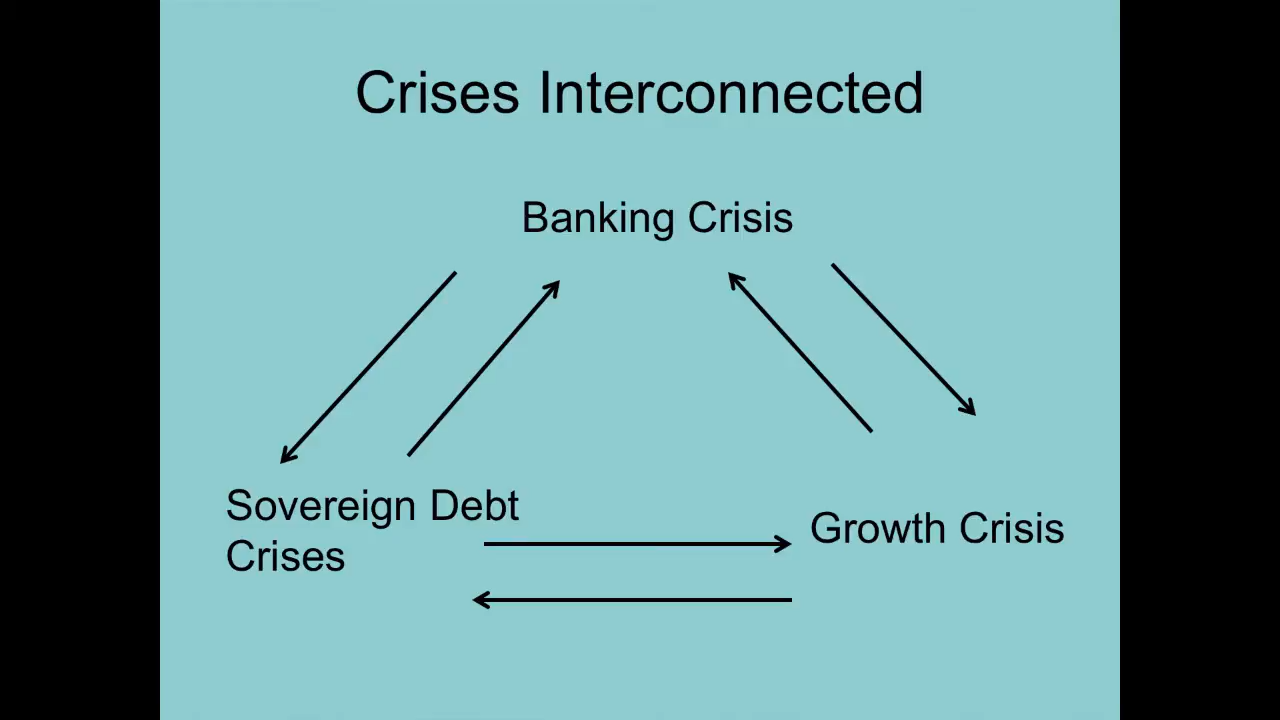 Crises Interconnected
Banking Crisis
Sovereign Debt
Crises
Growth Crisis